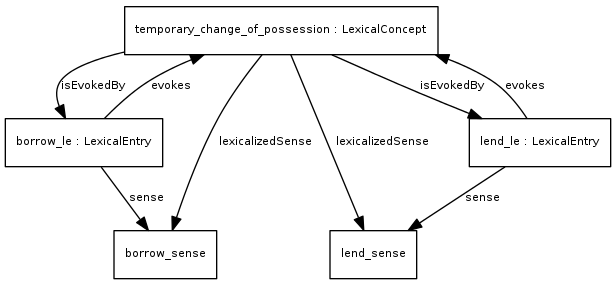 temporary_change_of_possession : LexicalConcept
isEvokedBy
evokes
isEvokedBy
evokes
borrow_le : LexicalEntry
lexicalizedSense
lexicalizedSense
lend_le : LexicalEntry
sense
sense
borrow_sense
lend_sense